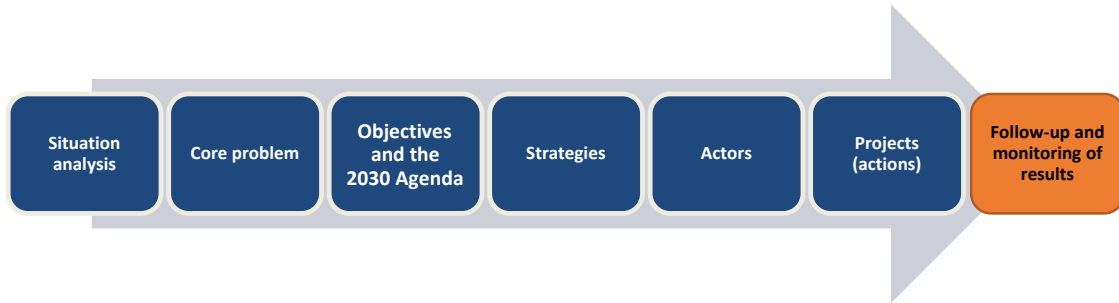 Situation
analysis
Core problem
Objectives
and the
2030 Agenda
Strategies
Actors
Projects
(actions)
Follow-up and
monitoring of
results